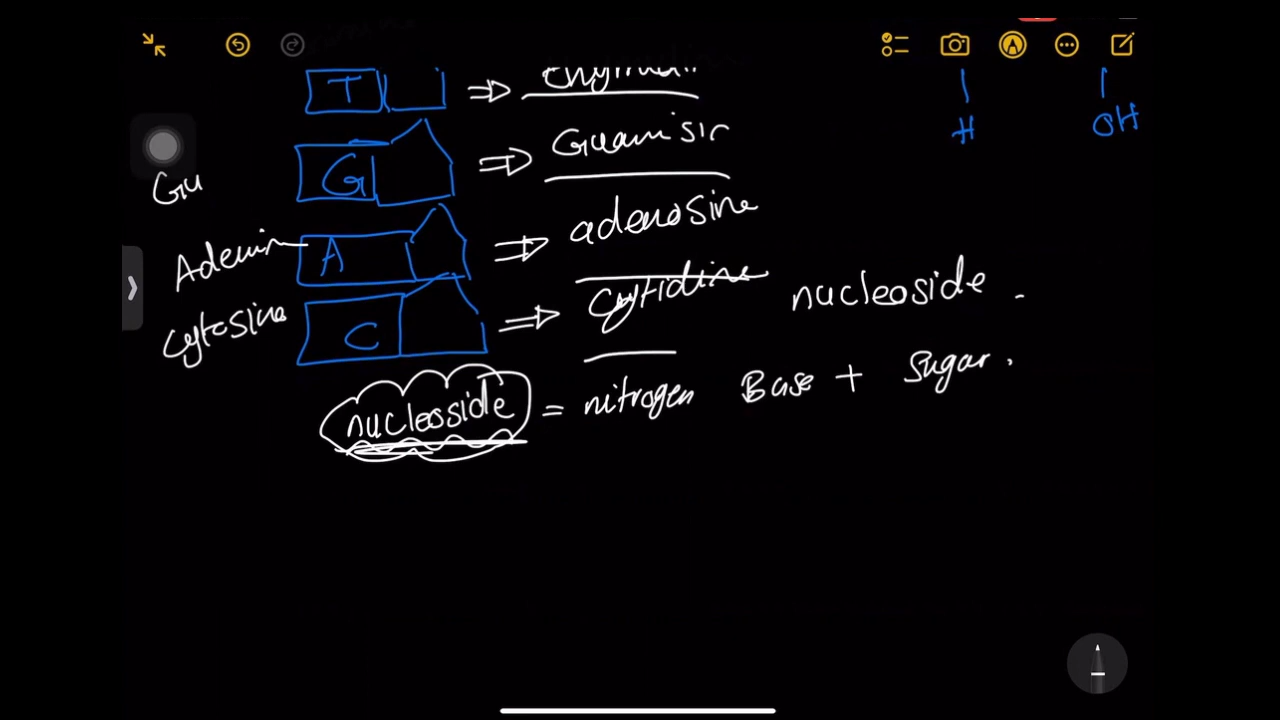 T ⇒
H OH
G ⇒ Guanisir
Gu
Adenin A ⇒ adenosine
cytosine C ⇒ cytidine nucleoside.
nucleoside = nitrogen Base + Sugar.